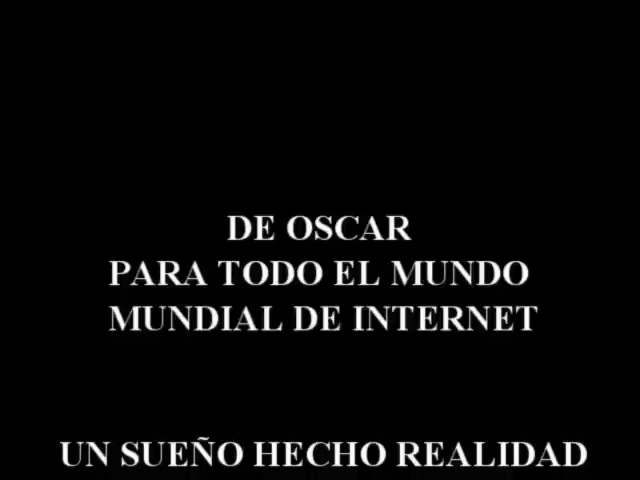 DE OSCAR
PARA TODO EL MUNDO
MUNDIAL DE INTERNET
UN SUEÑO HECHO REALIDAD